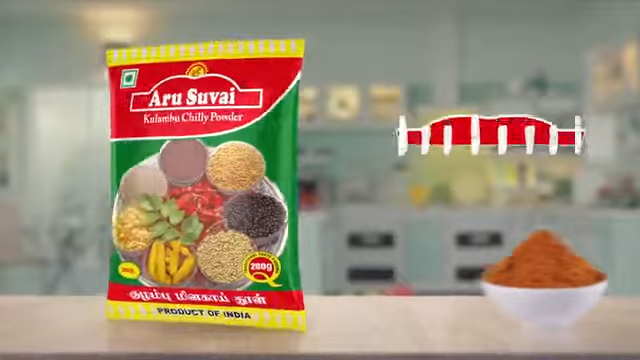 Aru Suvai
Kulambu Chilly Powder
200g
குழம்பு மிளகாய் தூள்
PRODUCT OF INDIA